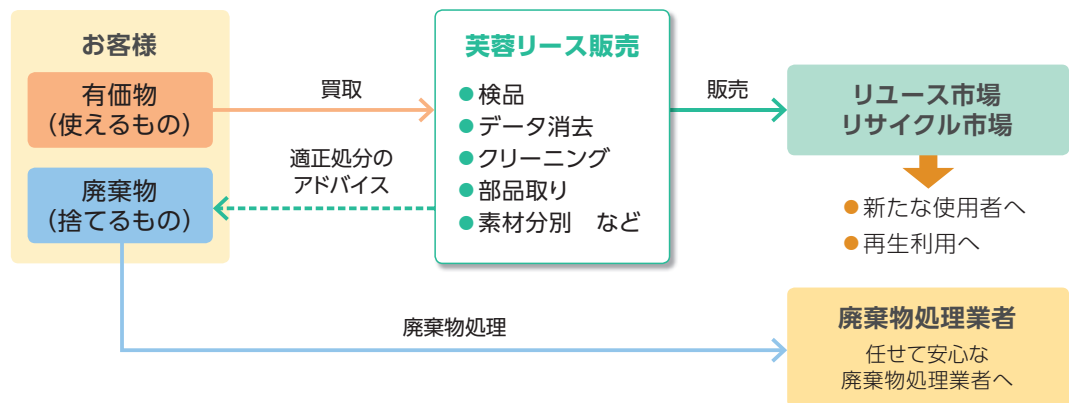 お客様
有価物
（使えるもの）
廃棄物
（捨てるもの）
買取
適正処分の
アドバイス
芙蓉リース販売
●検品
●データ消去
●クリーニング
●部品取り
●素材分別　など
販売
リユース市場
リサイクル市場
●新たな使用者へ
●再生利用へ
廃棄物処理
廃棄物処理業者
任せて安心な
廃棄物処理業者へ